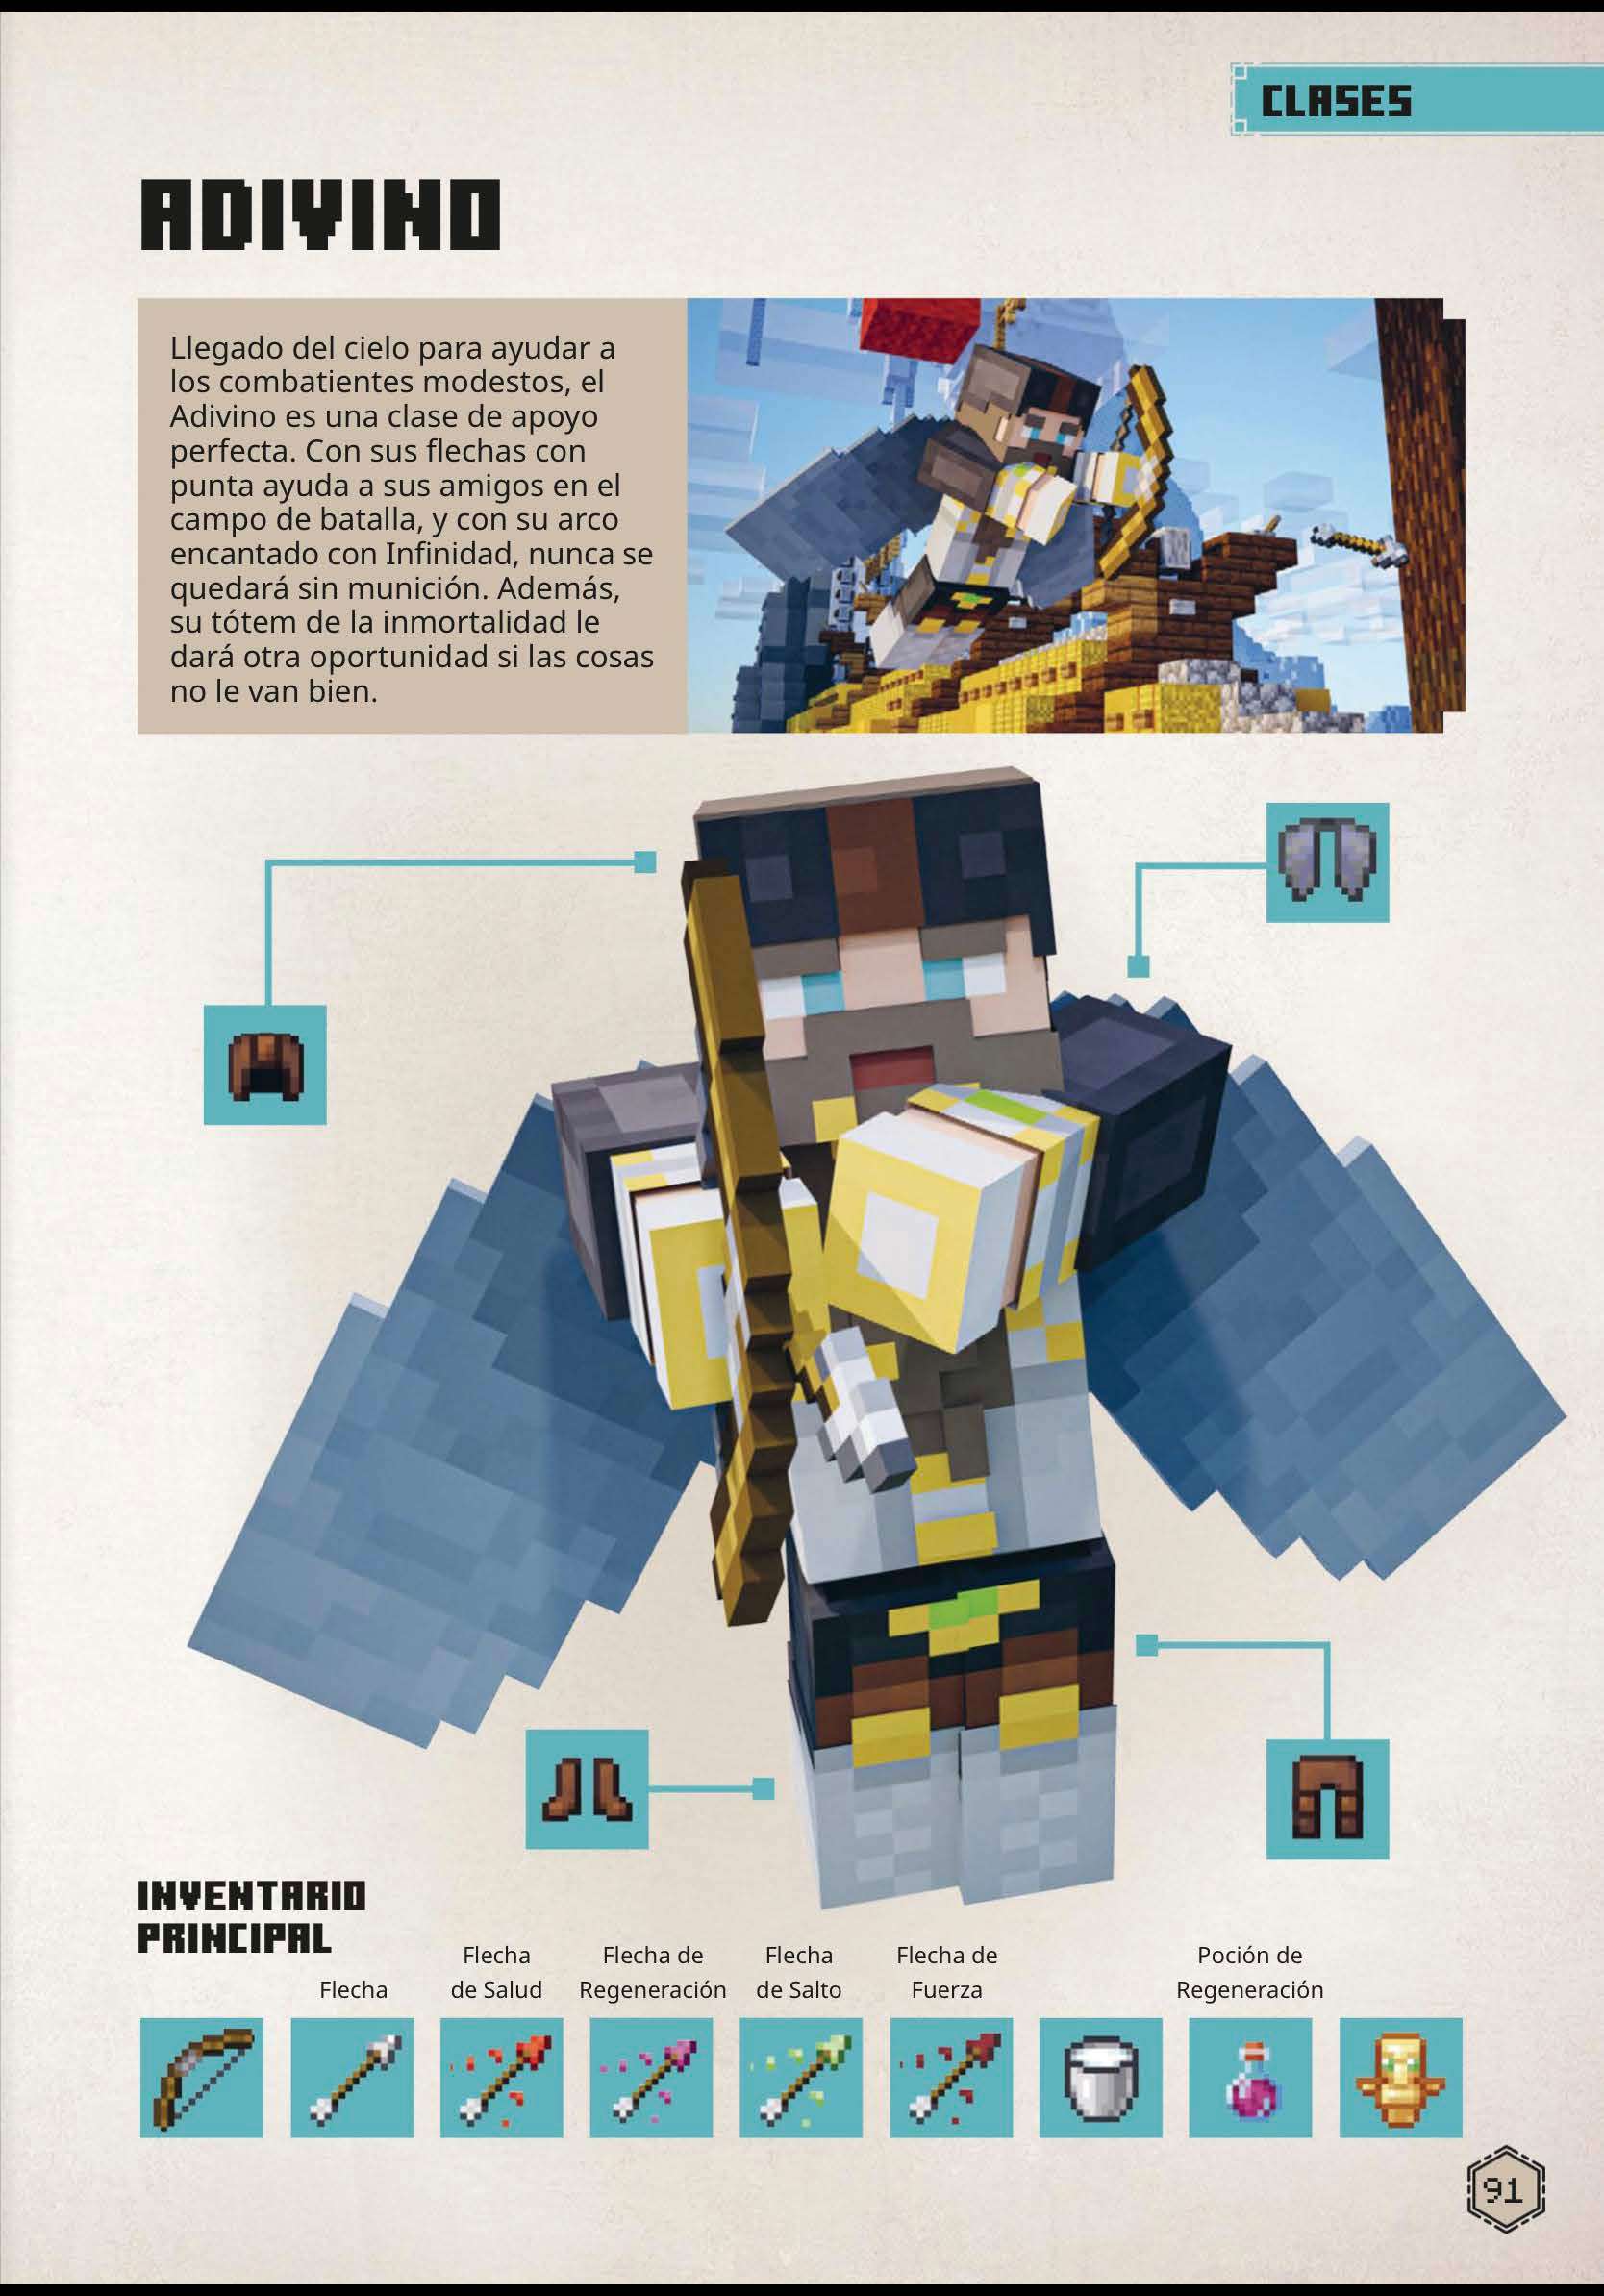 CLASES
ADIVINO
Llegado del cielo para ayudar a
los combatientes modestos, el
Adivino es una clase de apoyo
perfecta. Con sus flechas con
punta ayuda a sus amigos en el
campo de batalla, y con su arco
encantado con Infinidad, nunca se
quedará sin munición. Además,
su tótem de la inmortalidad le
dará otra oportunidad si las cosas
no le van bien.
INVENTARIO
PRINCIPAL
Flecha
Flecha
de Salud
Flecha de
Regeneración
Flecha
de Salto
Flecha de
Fuerza
Poción de
Regeneración
91